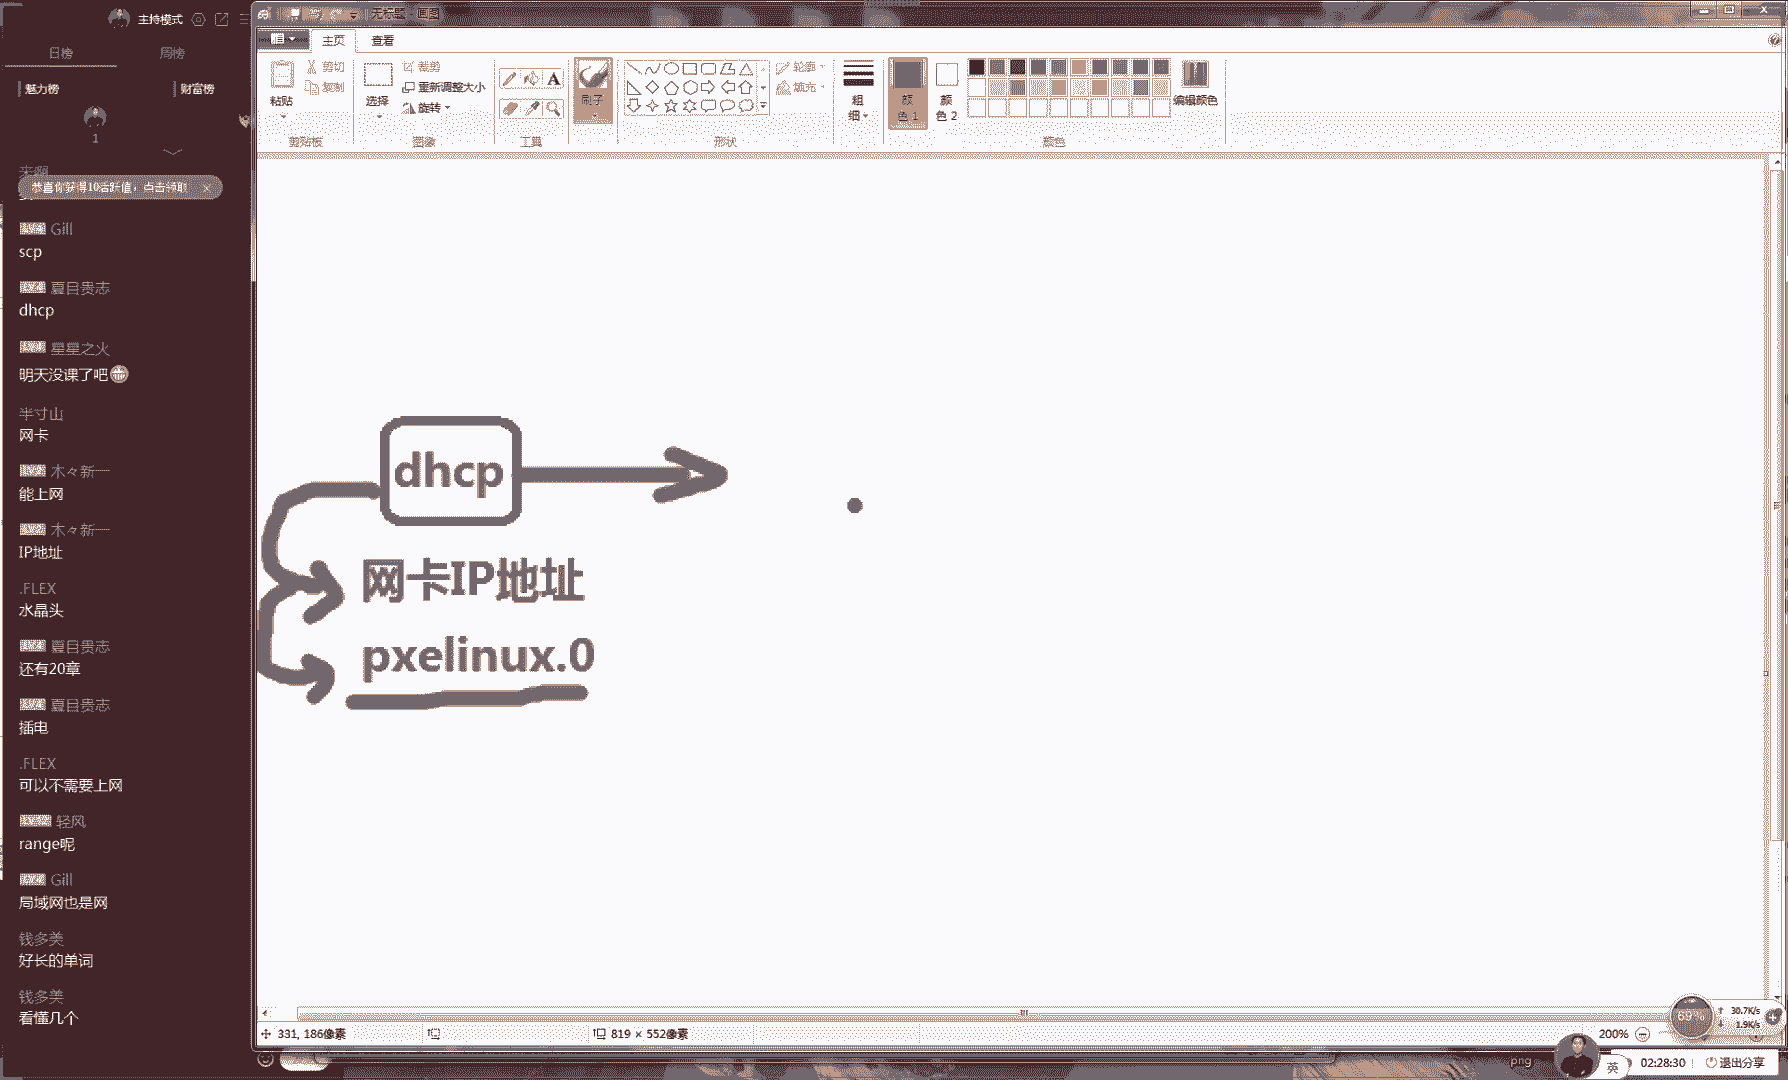 主持模式
日榜 周榜
魅力榜 财富榜
1
来啊
恭喜你获得10活跃值，点击领取 ×
Gill
scp
夏目贵志
dhcp
星星之火
明天没课了吧
半寸山
网卡
木々新一
能上网
木々新一
IP地址
.FLEX
水晶头
夏目贵志
还有20章
夏目贵志
插电
.FLEX
可以不需要上网
轻风
range呢
Gill
局域网也是网
钱多美
好长的单词
钱多美
看懂几个
无标题 - 画图
主页 查看
粘贴
剪切
复制
剪贴板
选择
裁剪
重新调整大小
旋转
图像
A
工具
刷子
轮廓
填充
形状
粗
细
颜
色 1
颜
色 2
编辑颜色
颜色
dhcp
网卡IP地址
pxelinux.0
331, 186像素
819 × 552像素
200%
69%
30.7K/s
1.9K/s
png
英
02:28:30
退出分享